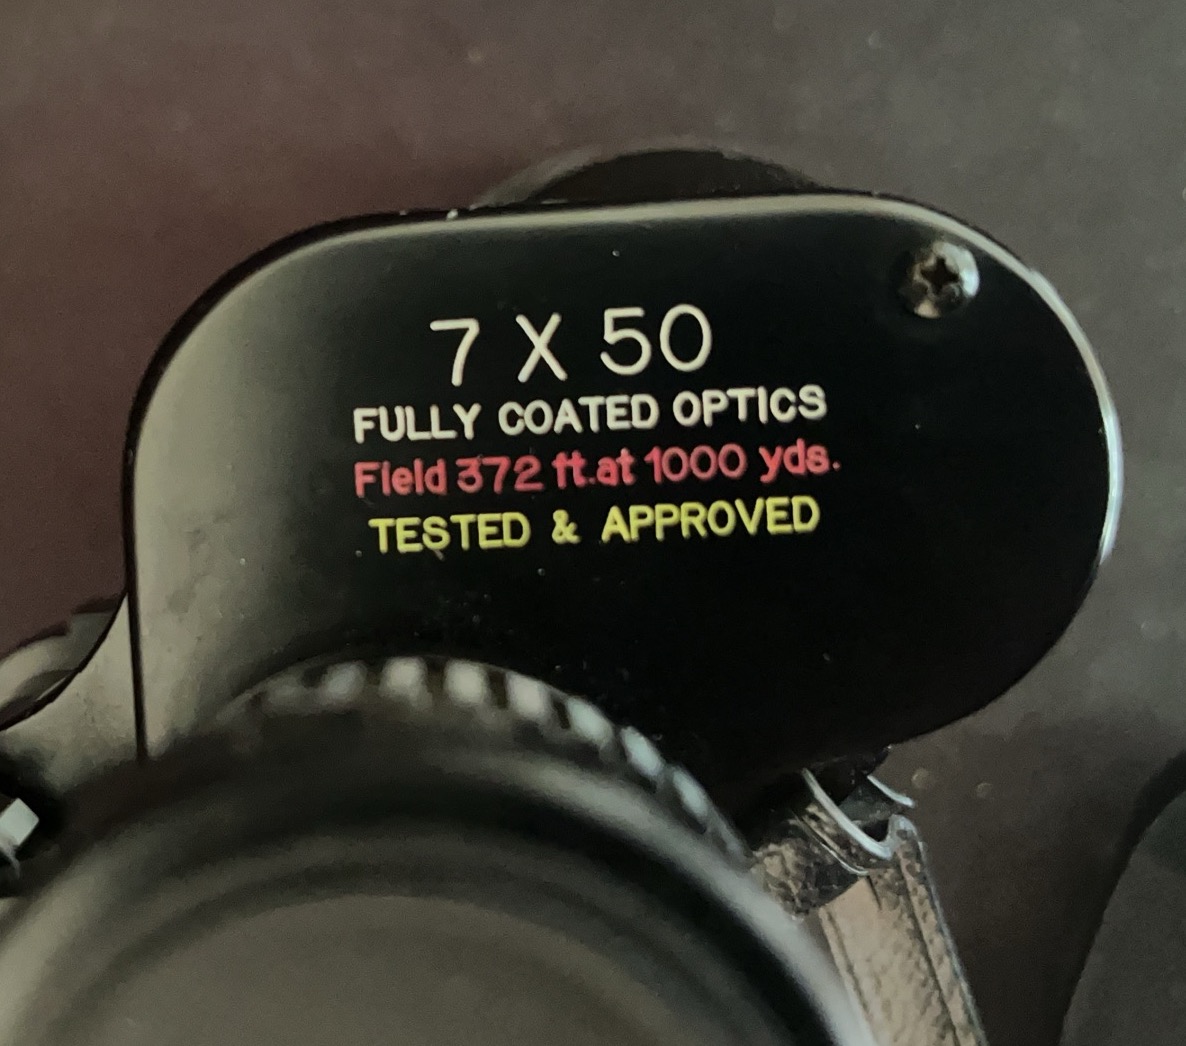 7 X 50
FULLY COATED OPTICS
Field 372 ft.at 1000 yds.
TESTED & APPROVED